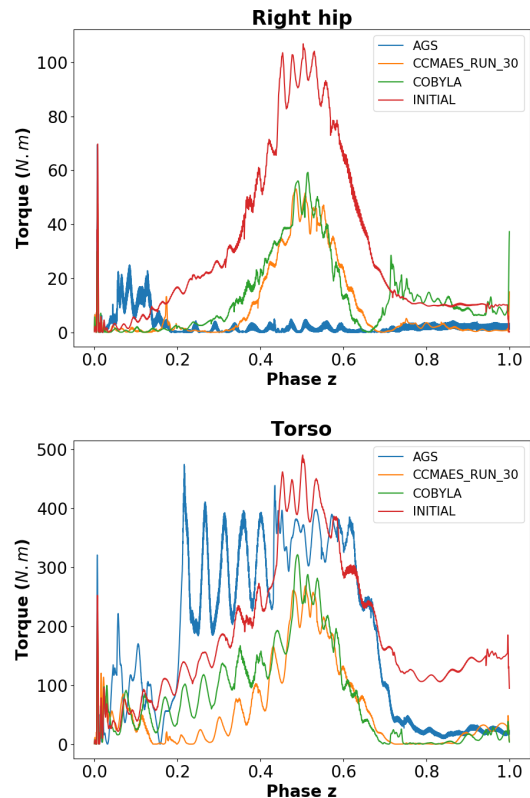 Right hip
AGS
CCMAES_RUN_30
COBYLA
INITIAL
Torque (N.m)
100
80
60
40
20
0
0.0 0.2 0.4 0.6 0.8 1.0
Phase z
Torso
AGS
CCMAES_RUN_30
COBYLA
INITIAL
Torque (N.m)
500
400
300
200
100
0
0.0 0.2 0.4 0.6 0.8 1.0
Phase z